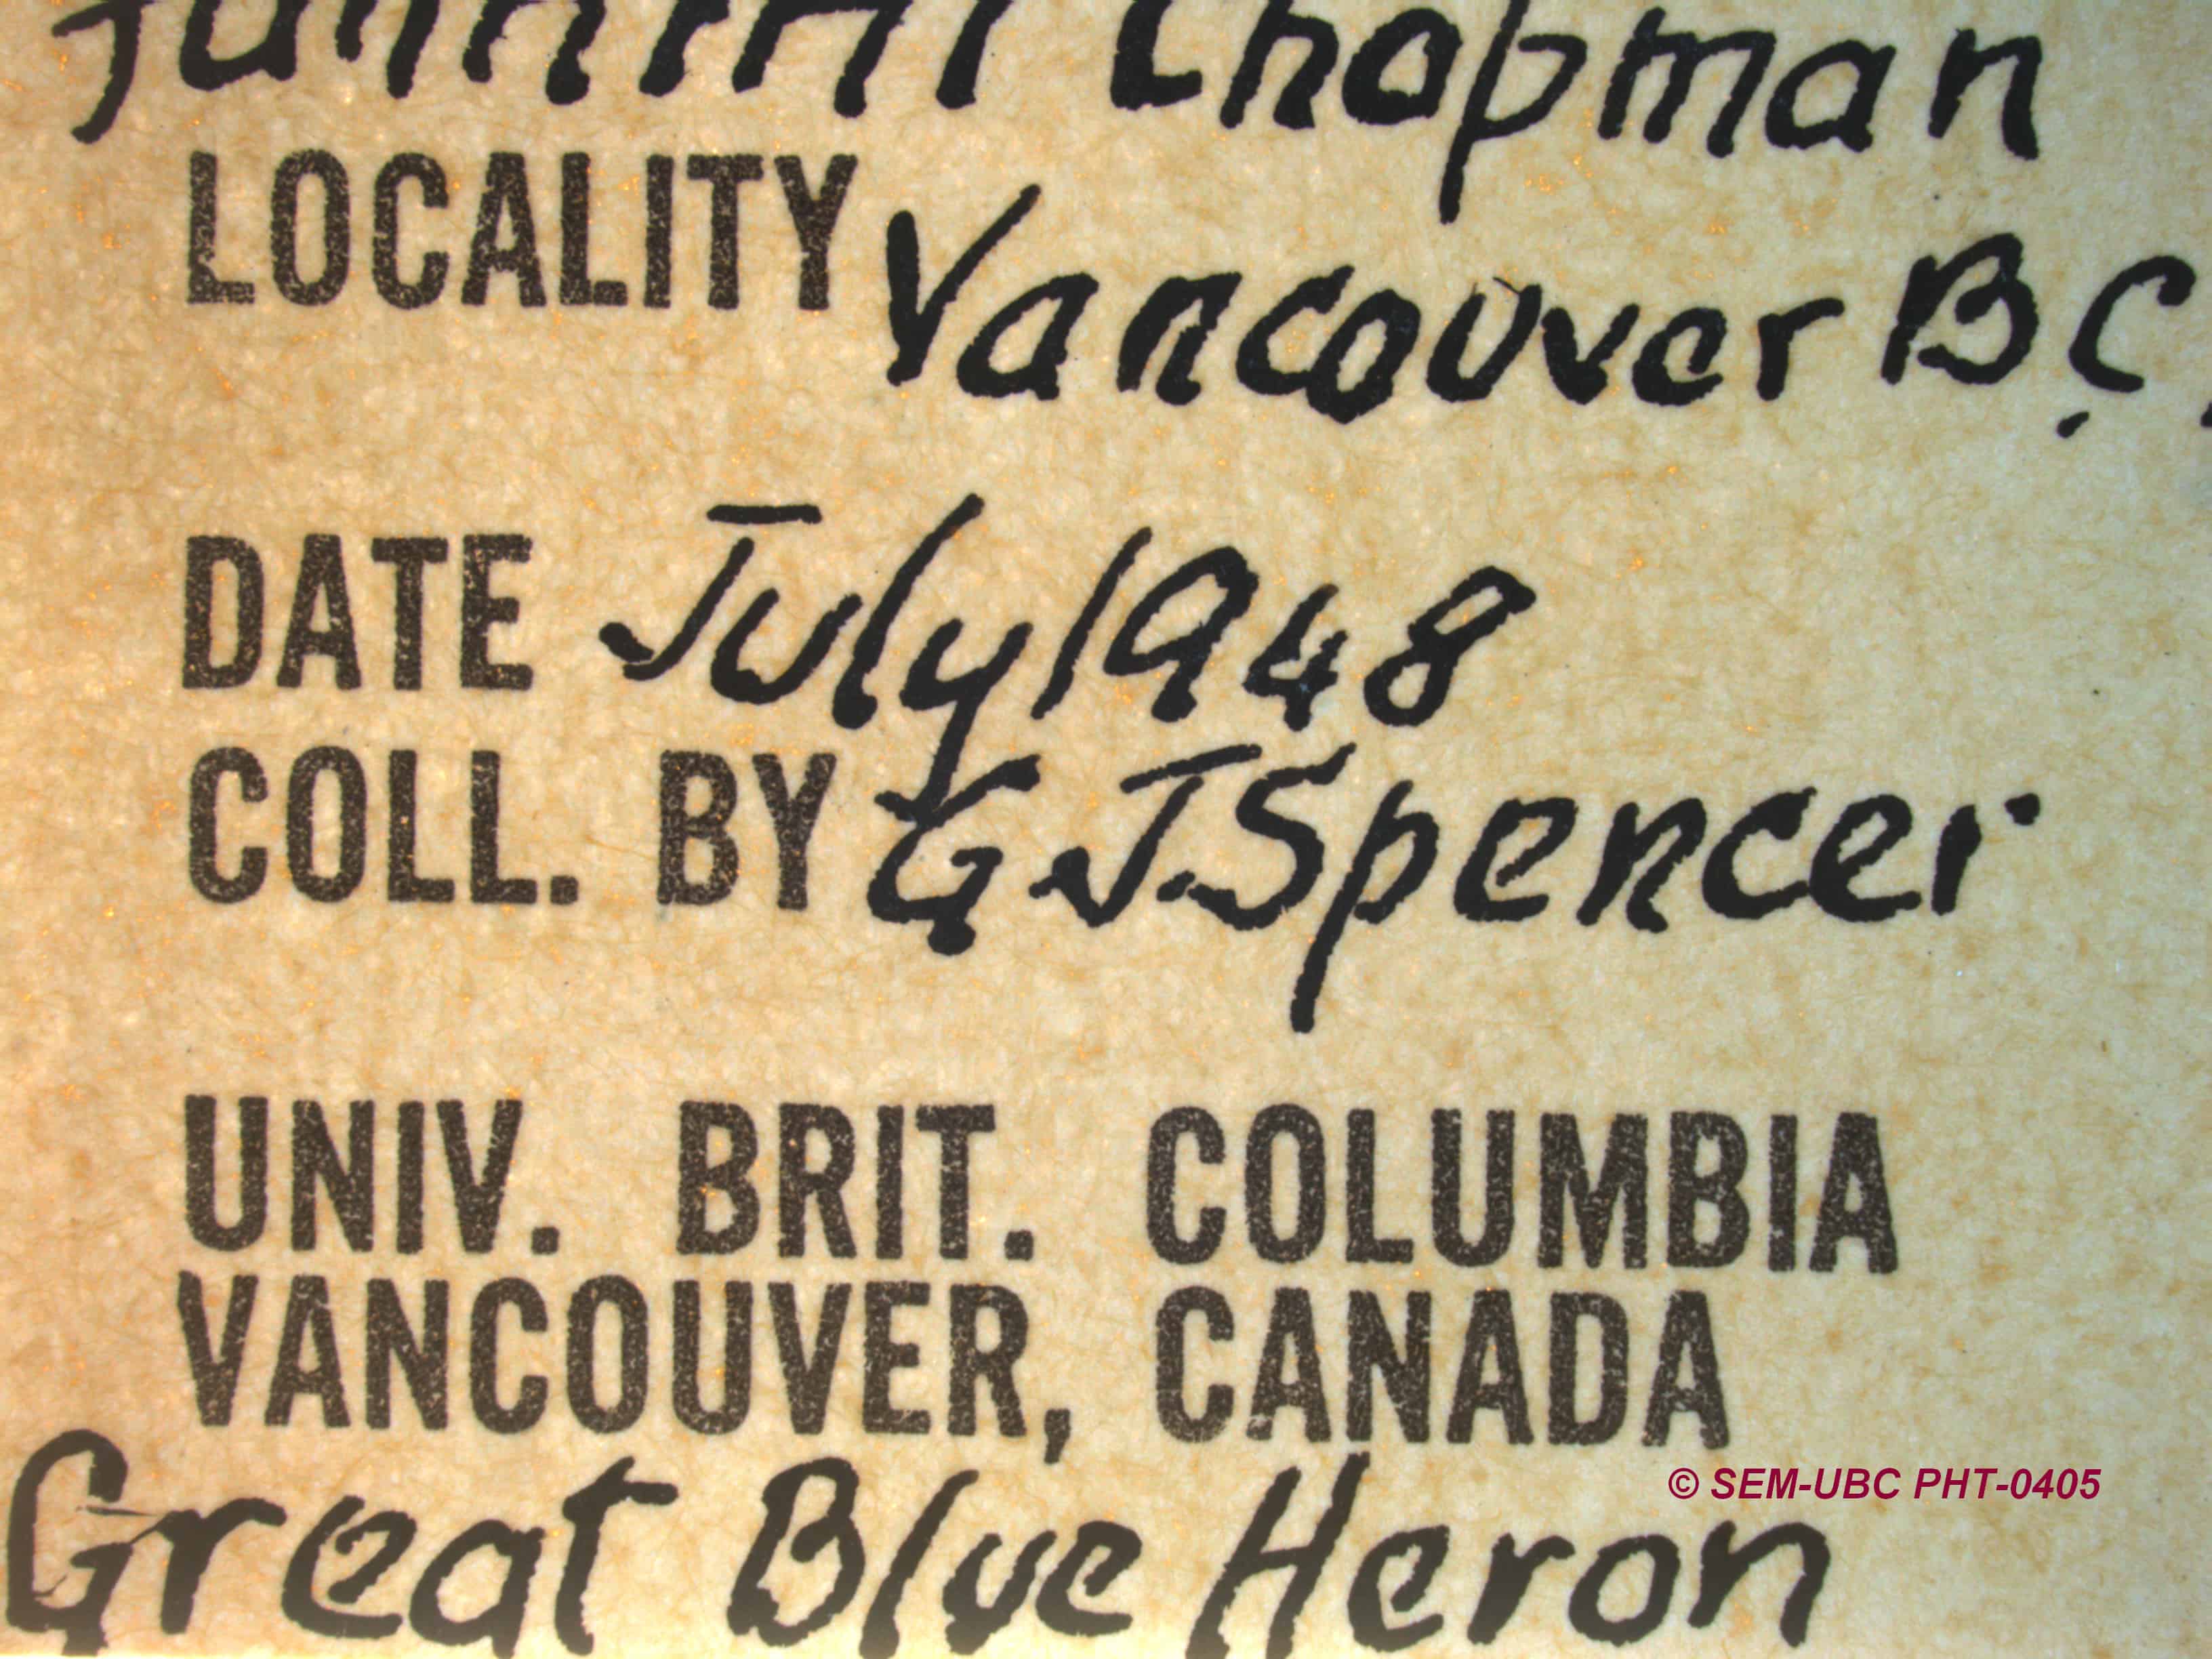 Chapman
LOCALITY Vancouver B.C.
DATE July 1948
COLL. BY G.J.Spencer
UNIV. BRIT. COLUMBIA
VANCOUVER, CANADA
© SEM-UBC PHT-0405
Great Blue Heron